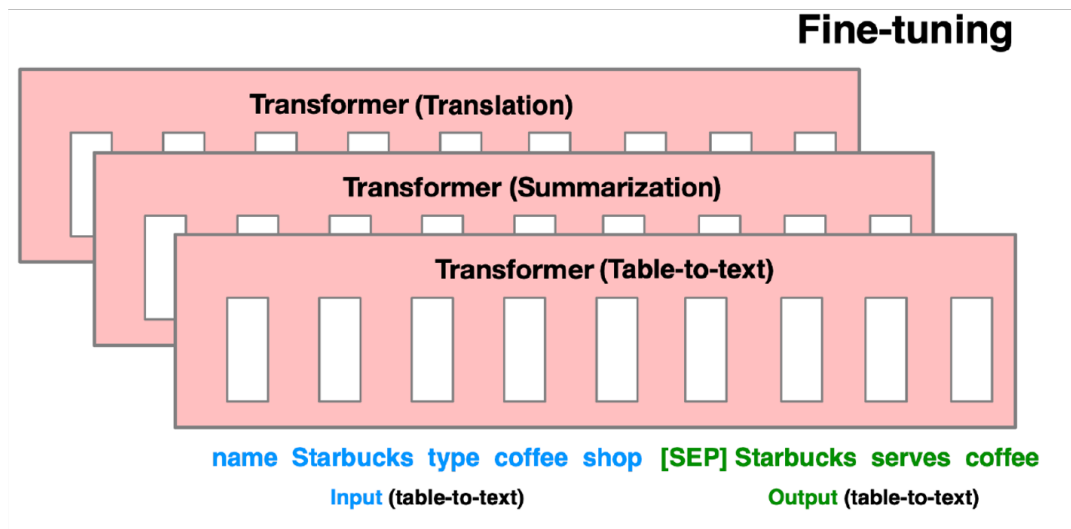 Fine-tuning
Transformer (Translation)
Transformer (Summarization)
Transformer (Table-to-text)
name Starbucks type coffee shop [SEP] Starbucks serves coffee
Input (table-to-text) Output (table-to-text)